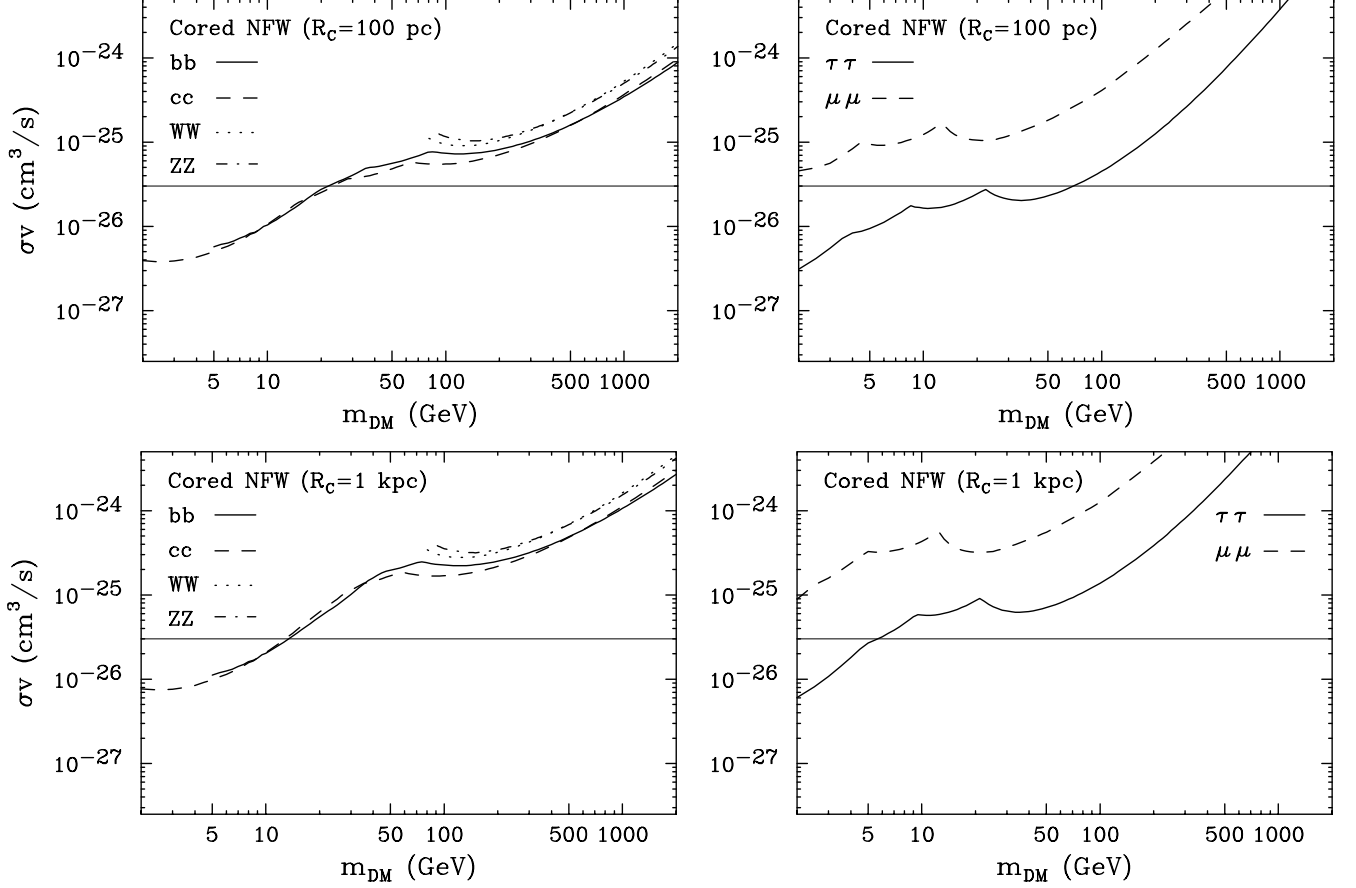 Cored NFW (R_C=100 pc)
bb
cc
WW
ZZ
10^−24
10^−25
10^−26
10^−27
σv (cm^3/s)
5 10 50 100 500 1000
m_DM (GeV)
Cored NFW (R_C=100 pc)
ττ
μμ
10^−24
10^−25
10^−26
10^−27
5 10 50 100 500 1000
m_DM (GeV)
Cored NFW (R_C=1 kpc)
bb
cc
WW
ZZ
10^−24
10^−25
10^−26
10^−27
σv (cm^3/s)
5 10 50 100 500 1000
m_DM (GeV)
Cored NFW (R_C=1 kpc)
ττ
μμ
10^−24
10^−25
10^−26
10^−27
5 10 50 100 500 1000
m_DM (GeV)